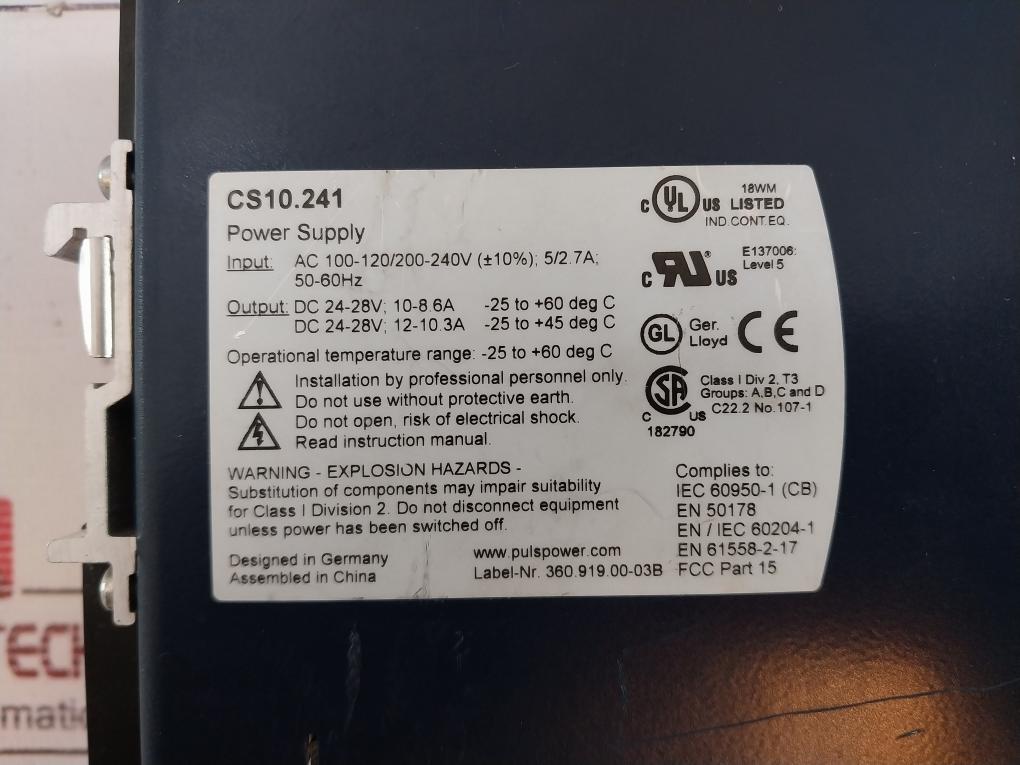 CS10.241
Power Supply
Input: AC 100-120/200-240V (±10%); 5/2.7A;
50-60Hz
Output: DC 24-28V; 10-8.6A -25 to +60 deg C
DC 24-28V; 12-10.3A -25 to +45 deg C
Operational temperature range: -25 to +60 deg C
Installation by professional personnel only.
Do not use without protective earth.
Do not open, risk of electrical shock.
Read instruction manual.
WARNING - EXPLOSION HAZARDS -
Substitution of components may impair suitability
for Class I Division 2. Do not disconnect equipment
unless power has been switched off.
Designed in Germany
Assembled in China
www.pulspower.com
Label-Nr. 360.919.00-03B
C UL US 18WM
LISTED
IND.CONT.EQ.
C RU ® US E137006:
Level 5
GL Ger.
Lloyd CE
C SA C US Class I Div 2, T3
Groups: A,B,C and D
C22.2 No.107-1
182790
Complies to:
IEC 60950-1 (CB)
EN 50178
EN / IEC 60204-1
EN 61558-2-17
FCC Part 15
TECH
matic